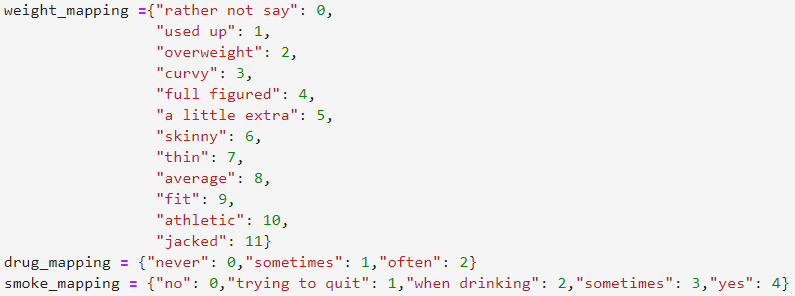 weight_mapping ={"rather not say": 0,
"used up": 1,
"overweight": 2,
"curvy": 3,
"full figured": 4,
"a little extra": 5,
"skinny": 6,
"thin": 7,
"average": 8,
"fit": 9,
"athletic": 10,
"jacked": 11}
drug_mapping = {"never": 0,"sometimes": 1,"often": 2}
smoke_mapping = {"no": 0,"trying to quit": 1,"when drinking": 2,"sometimes": 3,"yes": 4}